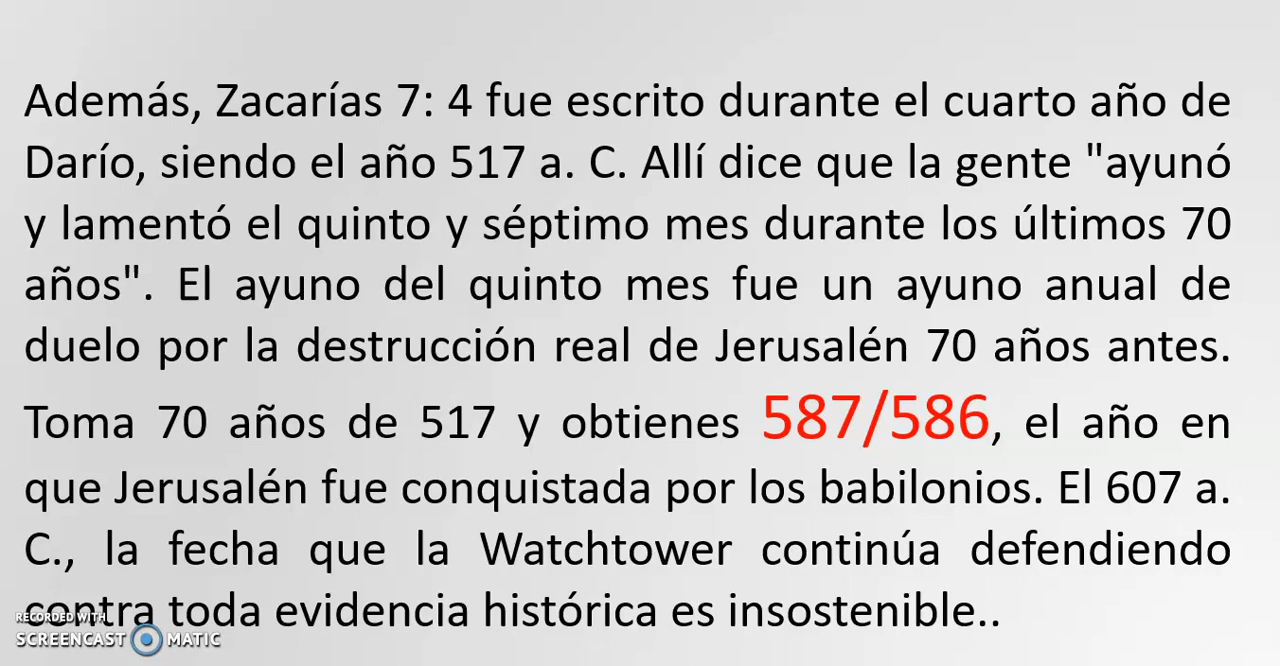 Además, Zacarías 7: 4 fue escrito durante el cuarto año de
Darío, siendo el año 517 a. C. Allí dice que la gente "ayunó
y lamentó el quinto y séptimo mes durante los últimos 70
años". El ayuno del quinto mes fue un ayuno anual de
duelo por la destrucción real de Jerusalén 70 años antes.
Toma 70 años de 517 y obtienes 587/586, el año en
que Jerusalén fue conquistada por los babilonios. El 607 a.
C., la fecha que la Watchtower continúa defendiendo
contra toda evidencia histórica es insostenible..
RECORDED WITH
SCREENCAST MATIC